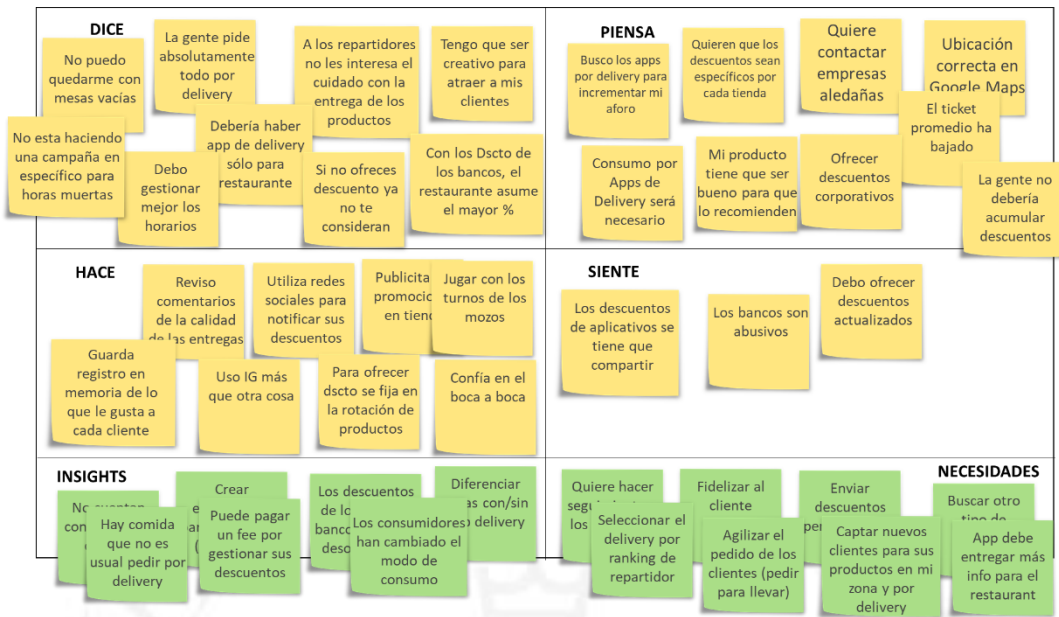 DICE
No puedo
quedarme con
mesas vacías
La gente pide
absolutamente
todo por
delivery
A los repartidores
no les interesa el
cuidado con la
entrega de los
productos
Tengo que ser
creativo para
atraer a mis
clientes
No esta haciendo
una campaña en
específico para
horas muertas
Debo
gestionar
mejor los
horarios
Debería haber
app de delivery
sólo para
restaurante
Si no ofreces
descuento ya
no te
consideran
Con los Dscto de
los bancos, el
restaurante asume
el mayor %
PIENSA
Busco los apps
por delivery para
incrementar mi
aforo
Quieren que los
descuentos sean
específicos por
cada tienda
Quiere
contactar
empresas
aledañas
Ubicación
correcta en
Google Maps
Consumo por
Apps de
Delivery será
necesario
Mi producto
tiene que ser
bueno para que
lo recomienden
Ofrecer
descuentos
corporativos
El ticket
promedio ha
bajado
La gente no
debería
acumular
descuentos
HACE
Reviso
comentarios
de la calidad
de las entregas
Utiliza redes
sociales para
notificar sus
descuentos
Publicita
promocio
en tiend
Jugar con los
turnos de los
mozos
Guarda
registro en
memoria de lo
que le gusta a
cada cliente
Uso IG más
que otra cosa
Para ofrecer
dscto se fija en
la rotación de
productos
Confía en el
boca a boca
SIENTE
Los descuentos
de aplicativos se
tiene que
compartir
Los bancos son
abusivos
Debo ofrecer
descuentos
actualizados
INSIGHTS
Hay comida
que no es
usual pedir por
delivery
Crear
Puede pagar
un fee por
gestionar sus
descuentos
Los descuentos
de lo
banco
deso
Los consumidores
han cambiado el
modo de
consumo
Diferenciar
as con/sin
delivery
NECESIDADES
Quiere hacer
los
Seleccionar el
delivery por
ranking de
repartidor
Fidelizar al
cliente
Agilizar el
pedido de los
clientes (pedir
para llevar)
Enviar
descuentos
per
Captar nuevos
clientes para sus
productos en mi
zona y por
delivery
Buscar otro
tipo de
App debe
entregar más
info para el
restaurant